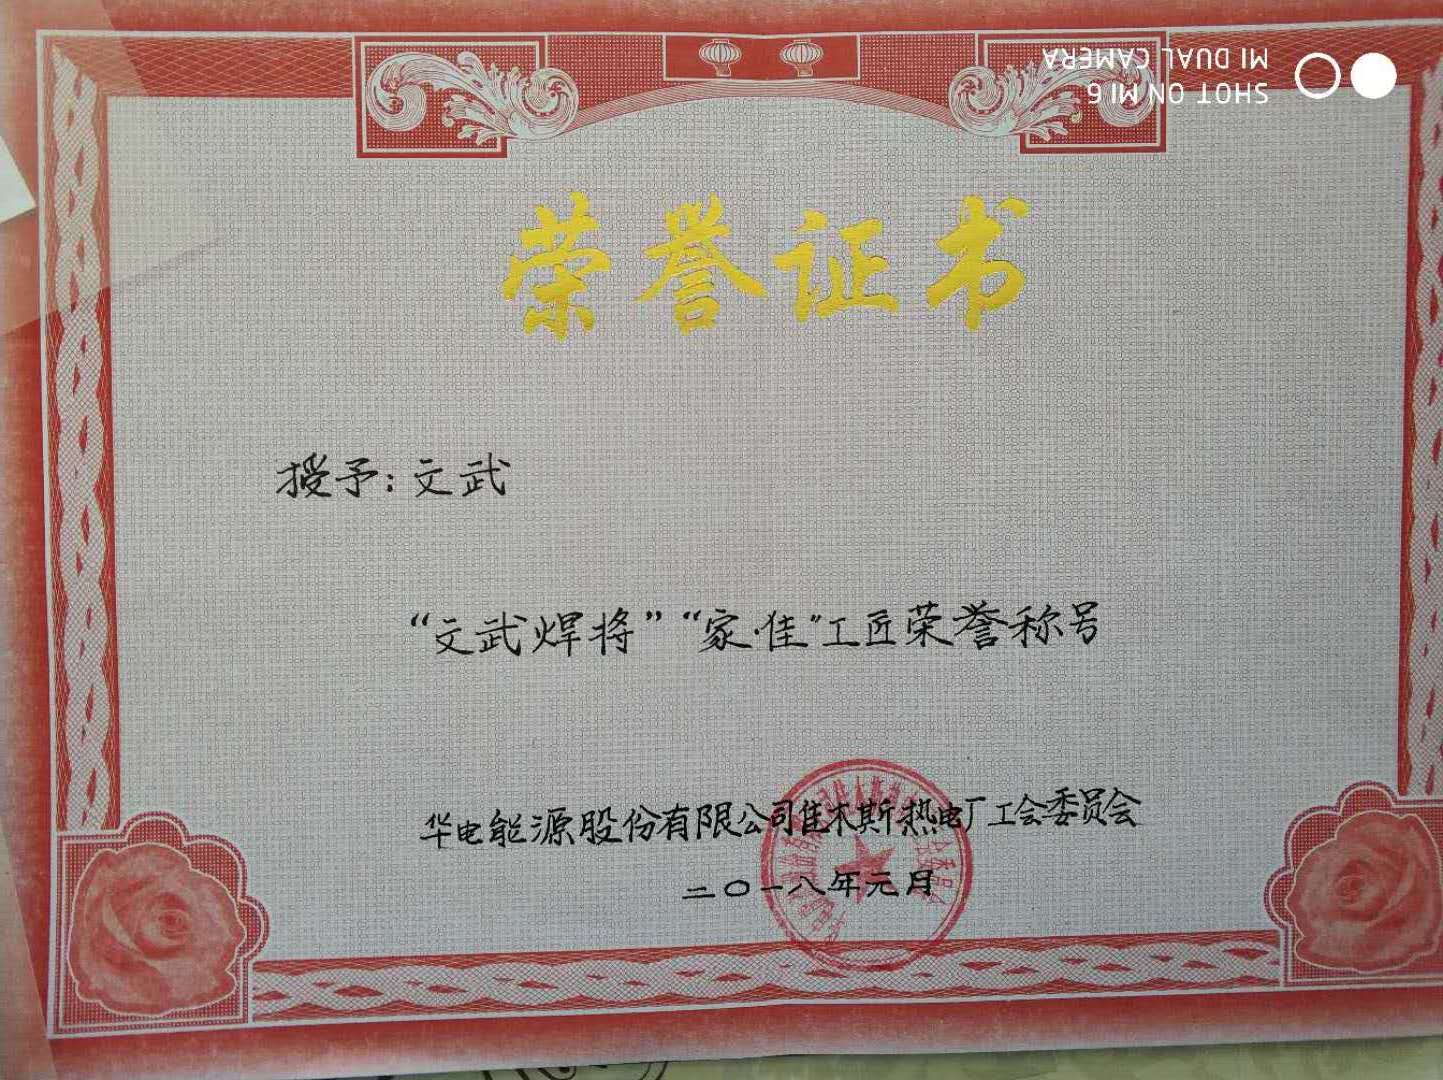 SHOT ON MI 6
MI DUAL CAMERA
荣誉证书
授予:文武
“文武焊将”“家·佳”工匠荣誉称号
华电能源股份有限公司佳木斯热电厂工会委员会
二〇一八年元月